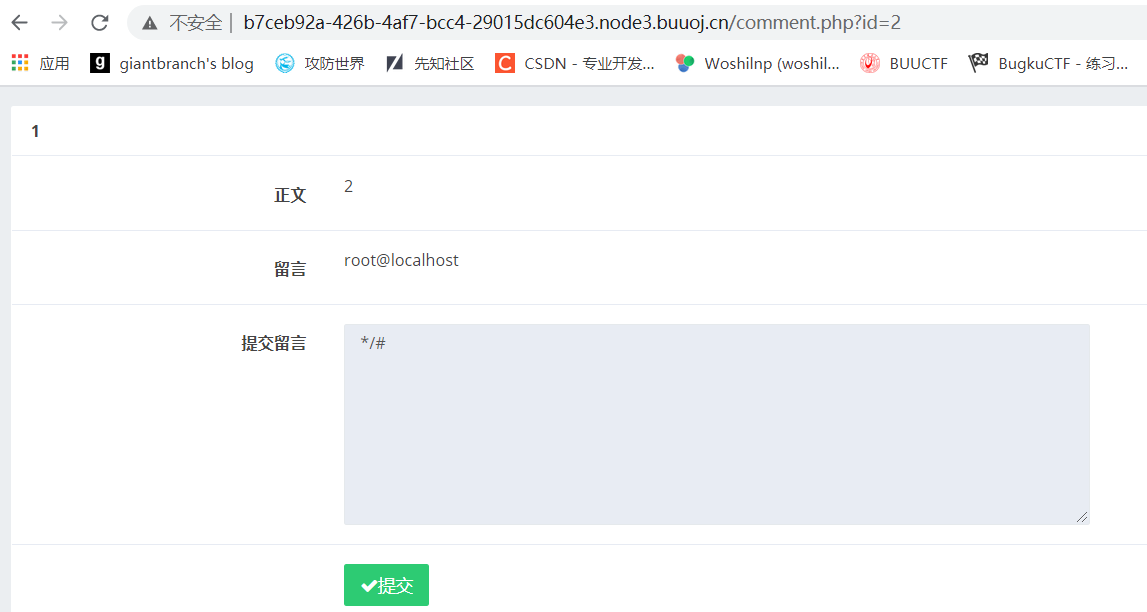 不安全 b7ceb92a-426b-4af7-bcc4-29015dc604e3.node3.buuoj.cn/comment.php?id=2
应用 g giantbranch's blog 攻防世界 先知社区 C CSDN - 专业开发... Woshilnp (woshil... BUUCTF BugkuCTF - 练习...
1
正文 2
留言 root@localhost
提交留言 */#
提交